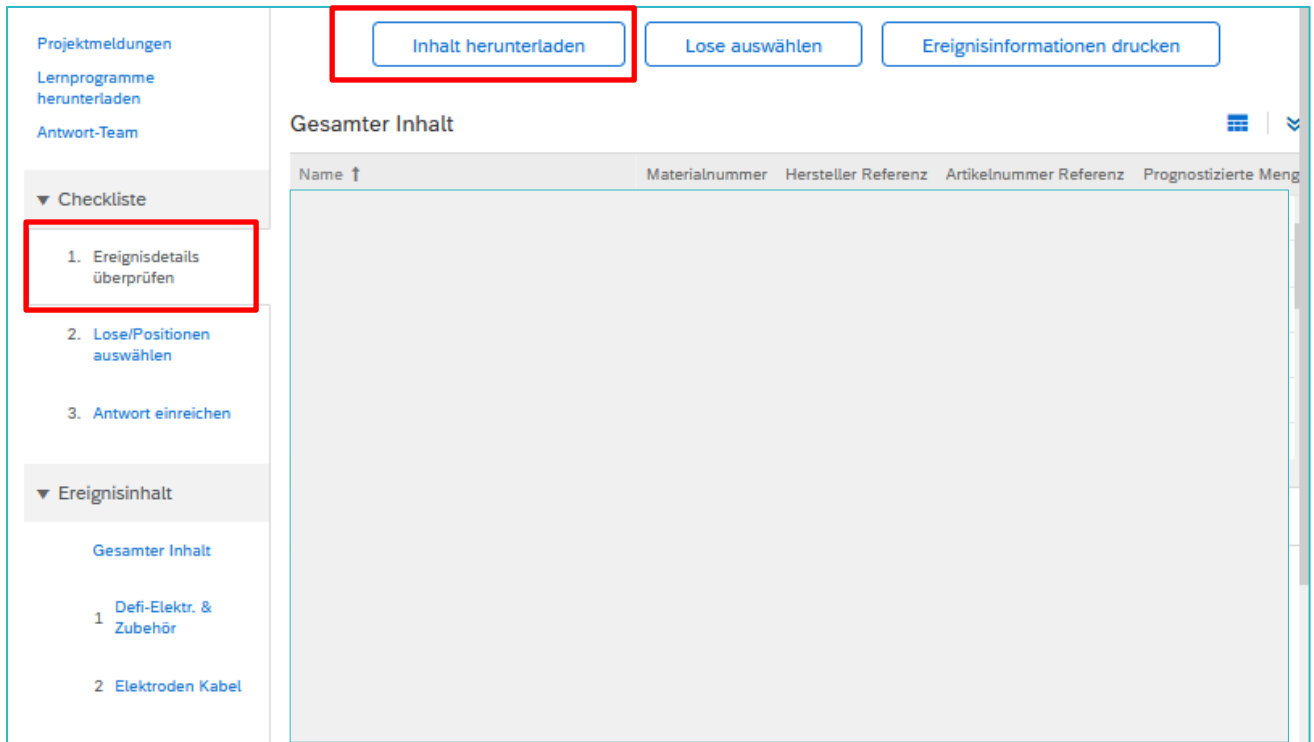 Projektmeldungen
Lernprogramme
herunterladen
Antwort-Team
▼ Checkliste
1. Ereignisdetails
überprüfen
2. Lose/Positionen
auswählen
3. Antwort einreichen
▼ Ereignisinhalt
Gesamter Inhalt
1 Defi-Elektr. &
Zubehör
2 Elektroden Kabel
Inhalt herunterladen Lose auswählen Ereignisinformationen drucken
Gesamter Inhalt
Name ↑ Materialnummer Hersteller Referenz Artikelnummer Referenz Prognostizierte Meng